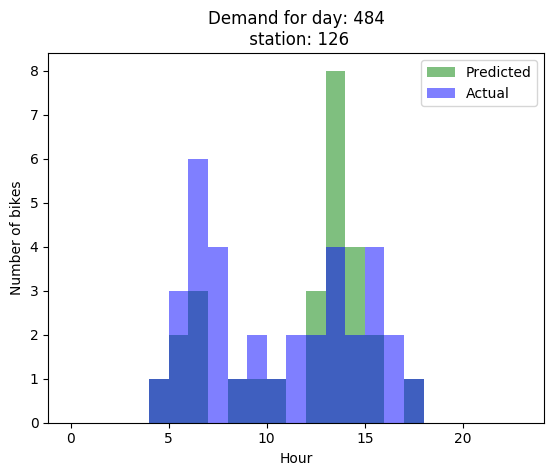 Demand for day: 484
station: 126
Predicted
Actual
8
7
6
5
4
3
2
1
0
Number of bikes
0 5 10 15 20
Hour